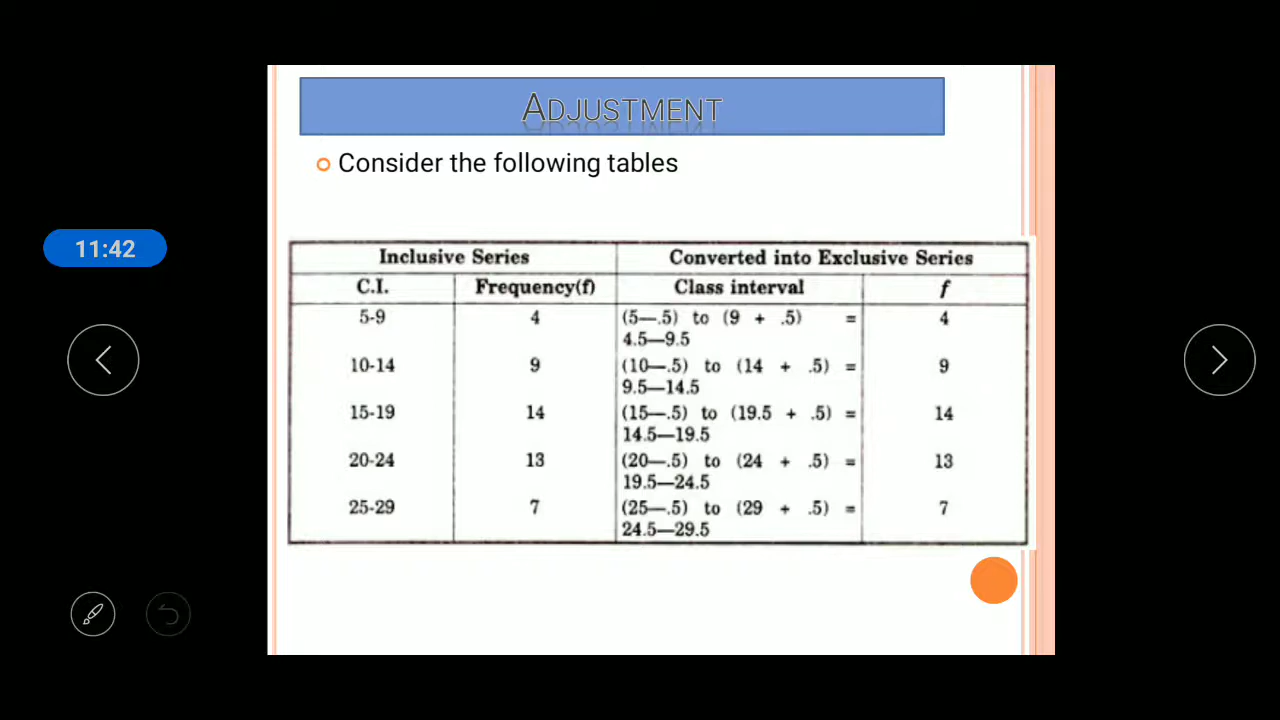 ADJUSTMENT
Consider the following tables
11:42
Inclusive Series Converted into Exclusive Series
C.I. Frequency(f) Class interval f
5-9 4 (5—.5) to (9 + .5) = 4
4.5—9.5
10-14 9 (10—.5) to (14 + .5) = 9
9.5—14.5
15-19 14 (15—.5) to (19.5 + .5) = 14
14.5—19.5
20-24 13 (20—.5) to (24 + .5) = 13
19.5—24.5
25-29 7 (25—.5) to (29 + .5) = 7
24.5—29.5